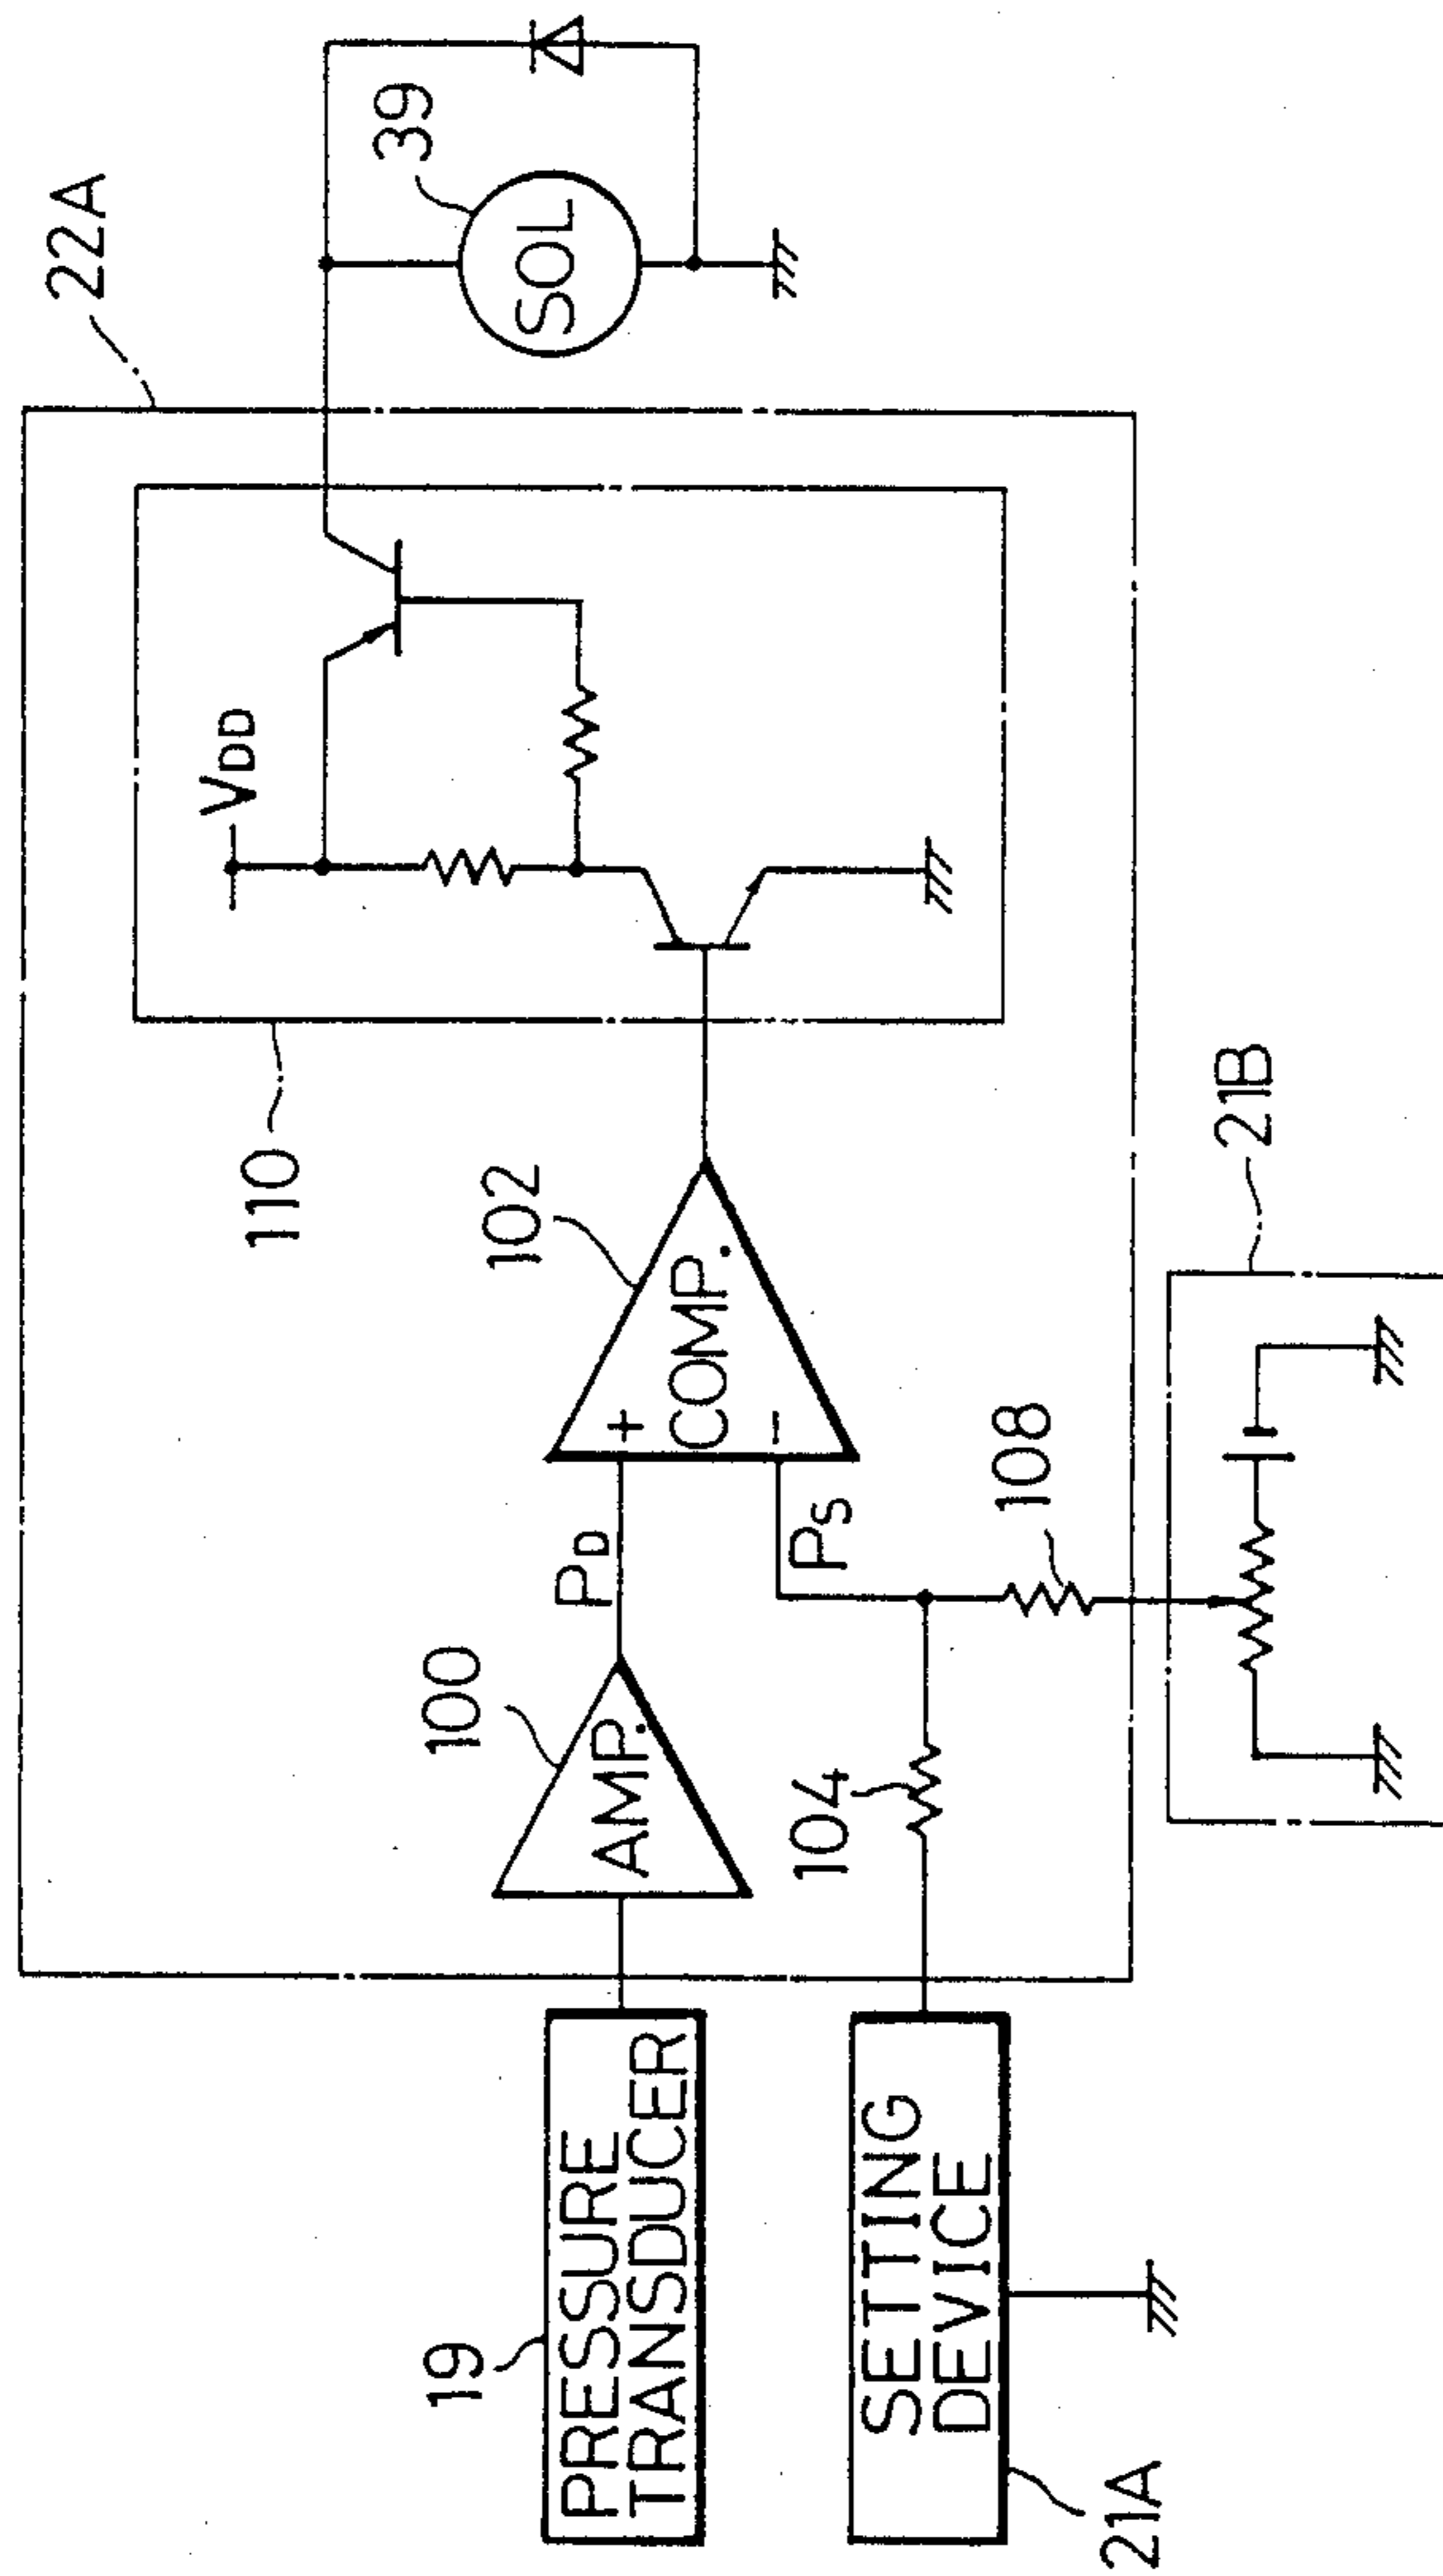 22A
39
SOL
110
VDD
102
+
COMP.
−
100
AMP.
PD
PS
104
108
21B
19
PRESSURE
TRANSDUCER
SETTING
DEVICE
21A